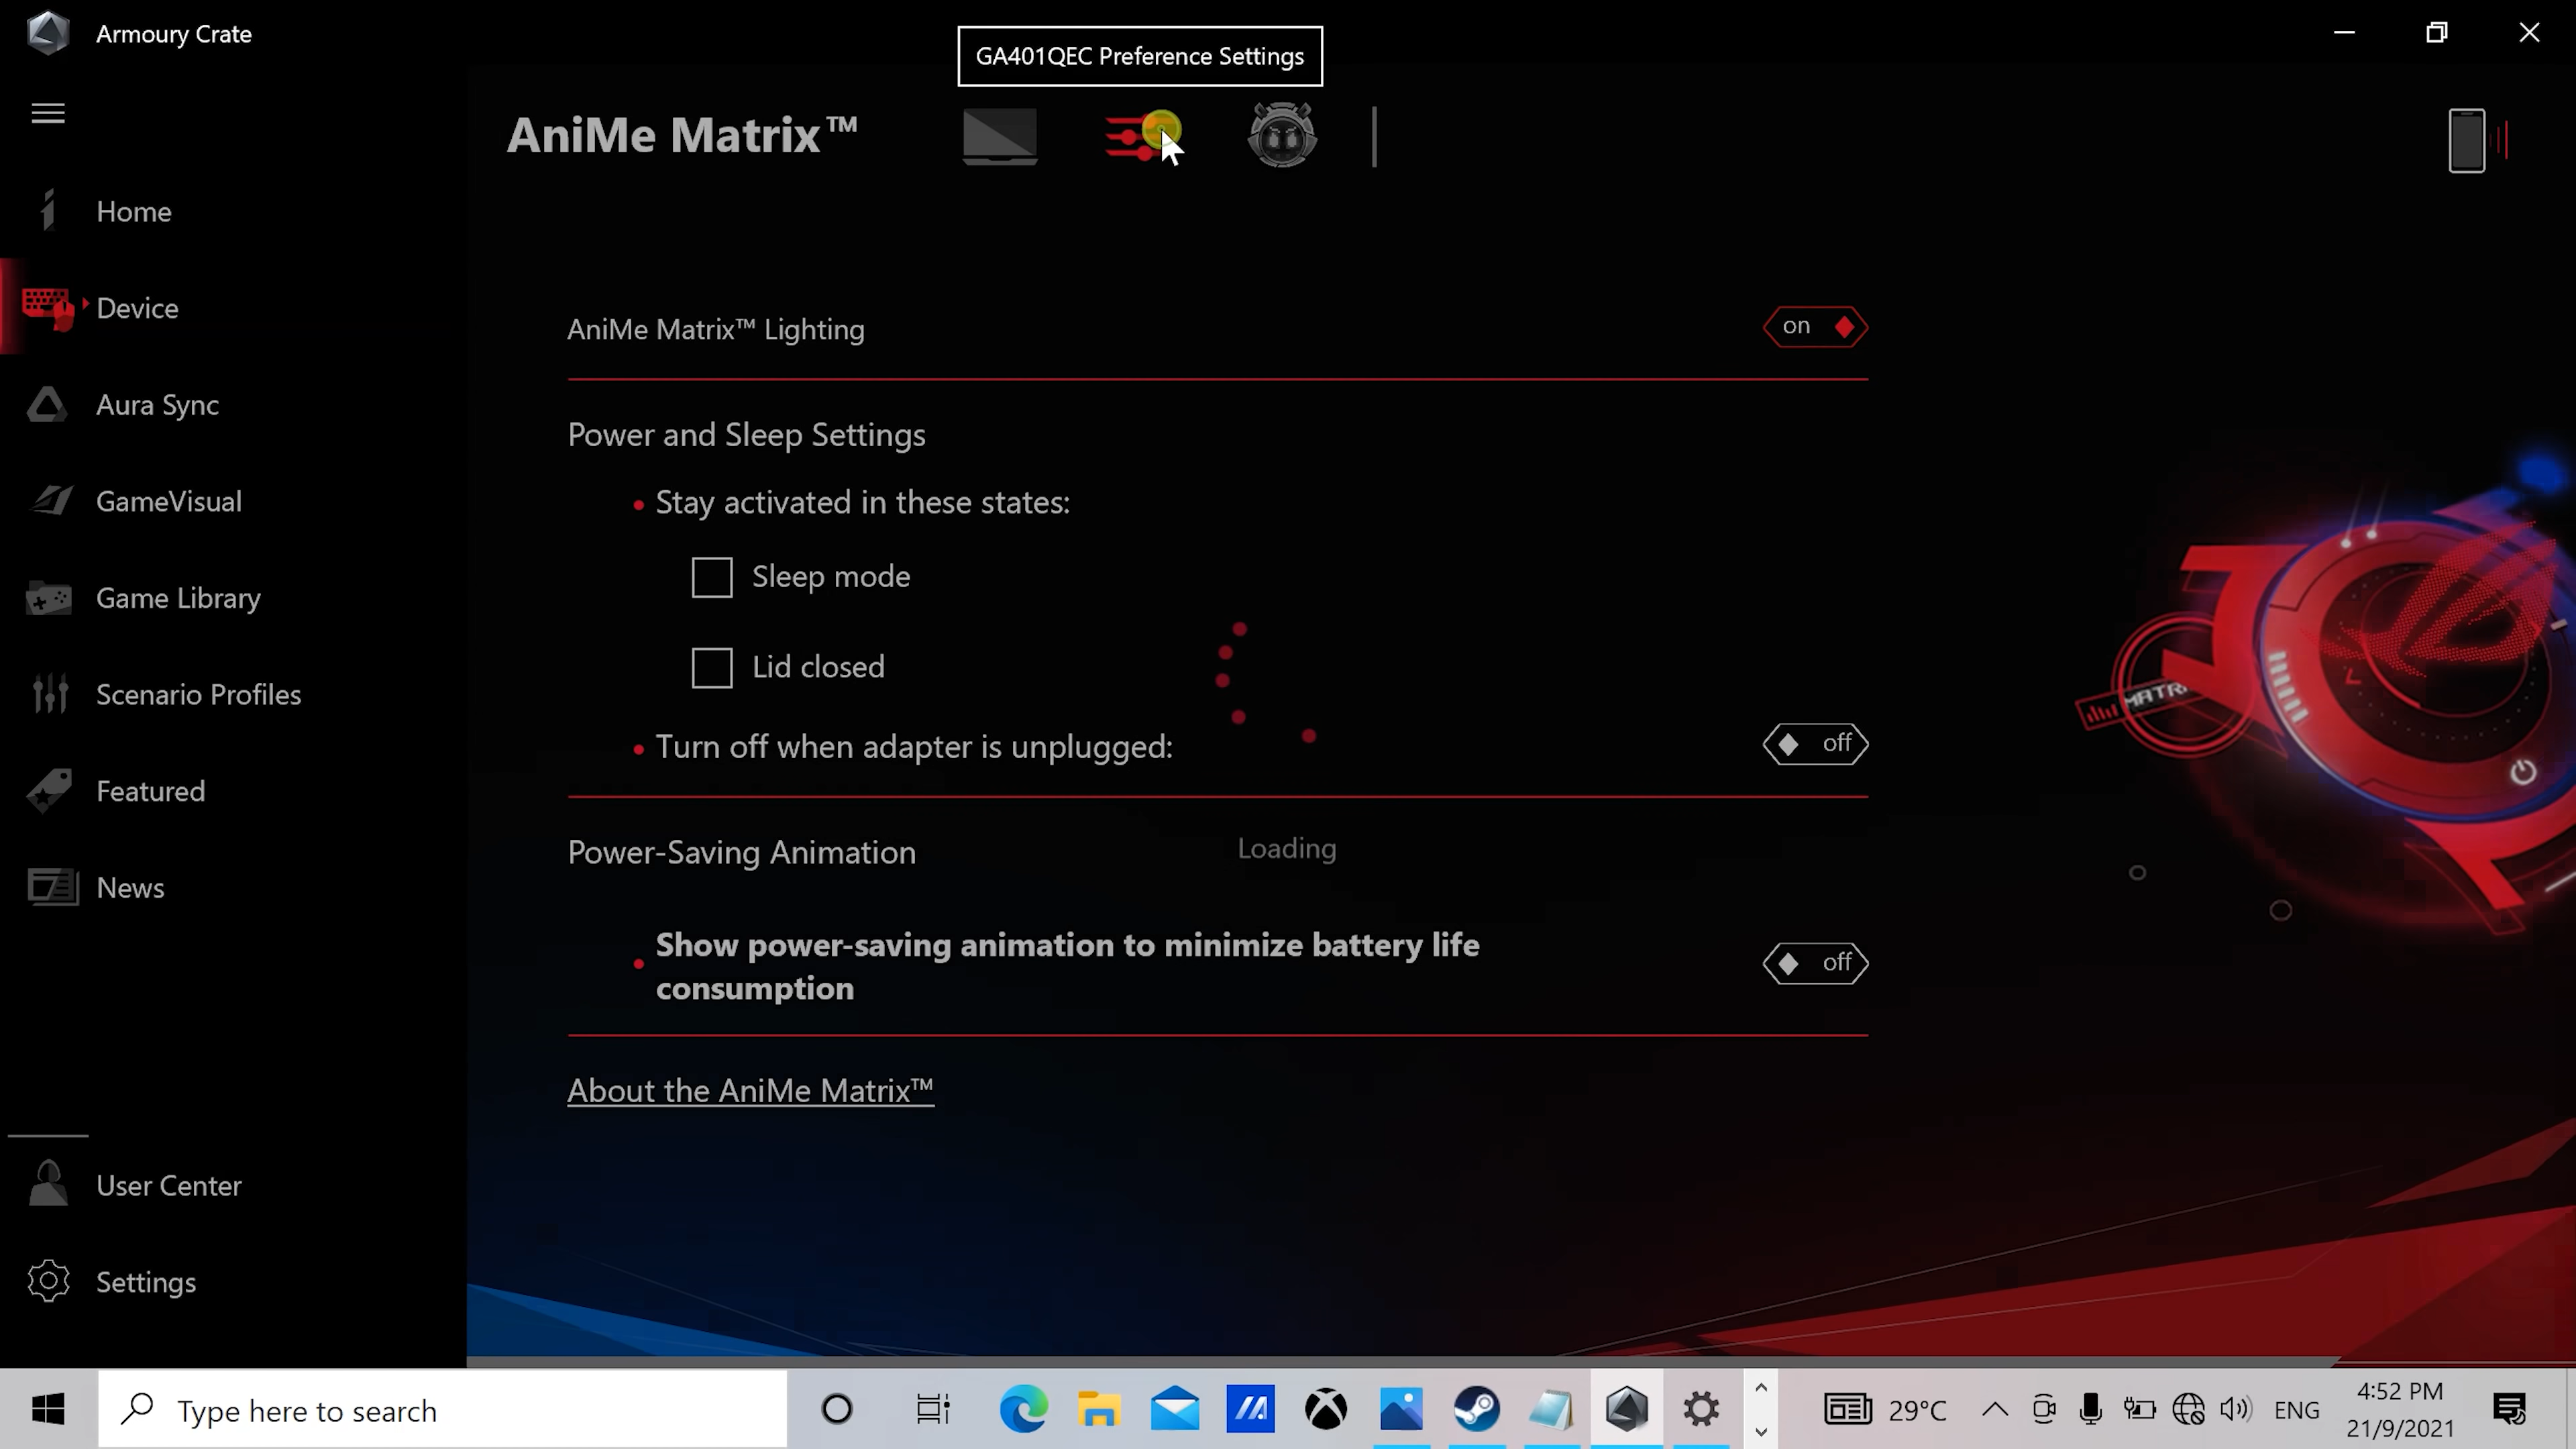 Armoury Crate
GA401QEC Preference Settings
AniMe Matrix™
Home
Device
Aura Sync
GameVisual
Game Library
Scenario Profiles
Featured
News
User Center
Settings
AniMe Matrix™ Lighting
on
Power and Sleep Settings
• Stay activated in these states:
Sleep mode
Lid closed
• Turn off when adapter is unplugged:
off
Power-Saving Animation
Loading
• Show power-saving animation to minimize battery life
consumption
off
About the AniMe Matrix™
MATRI
Type here to search
29°C
ENG
4:52 PM
21/9/2021